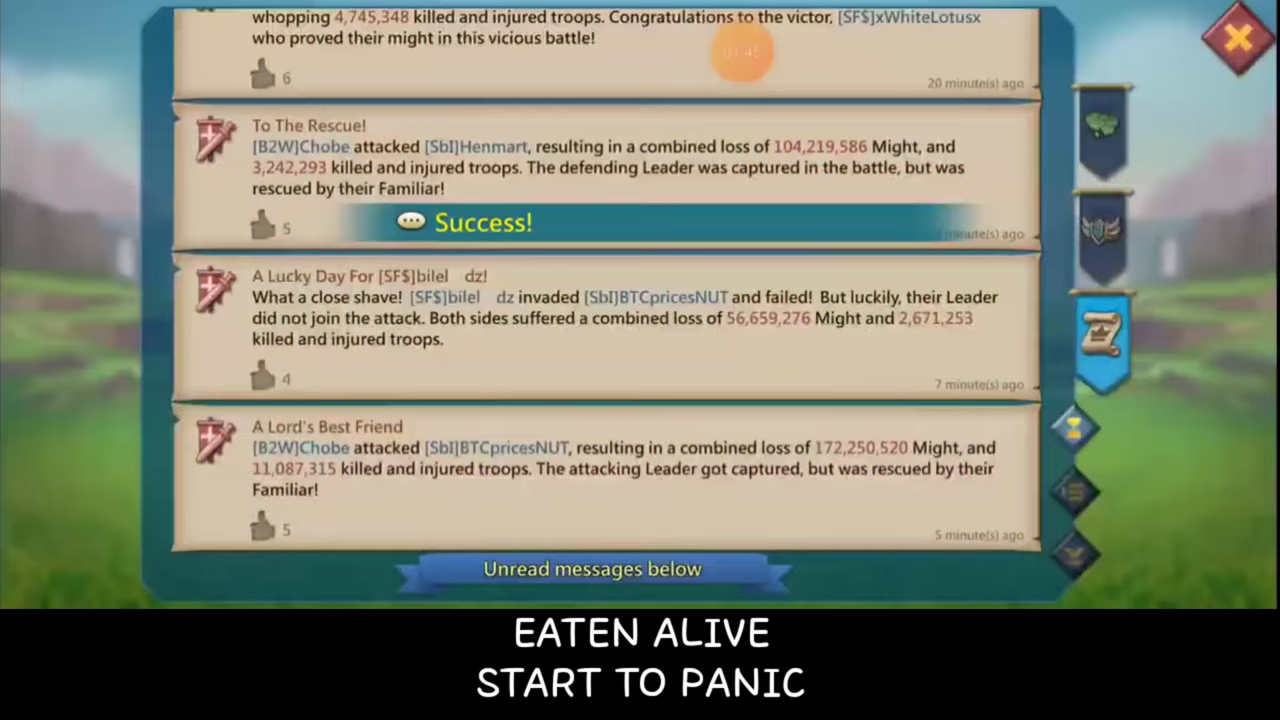 whopping 4,745,348 killed and injured troops. Congratulations to the victor, [SF$]xWhiteLotusx
who proved their might in this vicious battle!
6
20 minute(s) ago
To The Rescue!
[B2W]Chobe attacked [SbI]Henmart, resulting in a combined loss of 104,219,586 Might, and
3,242,293 killed and injured troops. The defending Leader was captured in the battle, but was
rescued by their Familiar!
5
Success!
minute(s) ago
A Lucky Day For [SF$]bilel dz!
What a close shave! [SF$]bilel dz invaded [SbI]BTCpricesNUT and failed! But luckily, their Leader
did not join the attack. Both sides suffered a combined loss of 56,659,276 Might and 2,671,253
killed and injured troops.
4
7 minute(s) ago
A Lord's Best Friend
[B2W]Chobe attacked [SbI]BTCpricesNUT, resulting in a combined loss of 172,250,520 Might, and
11,087,315 killed and injured troops. The attacking Leader got captured, but was rescued by their
Familiar!
5
5 minute(s) ago
Unread messages below
EATEN ALIVE
START TO PANIC